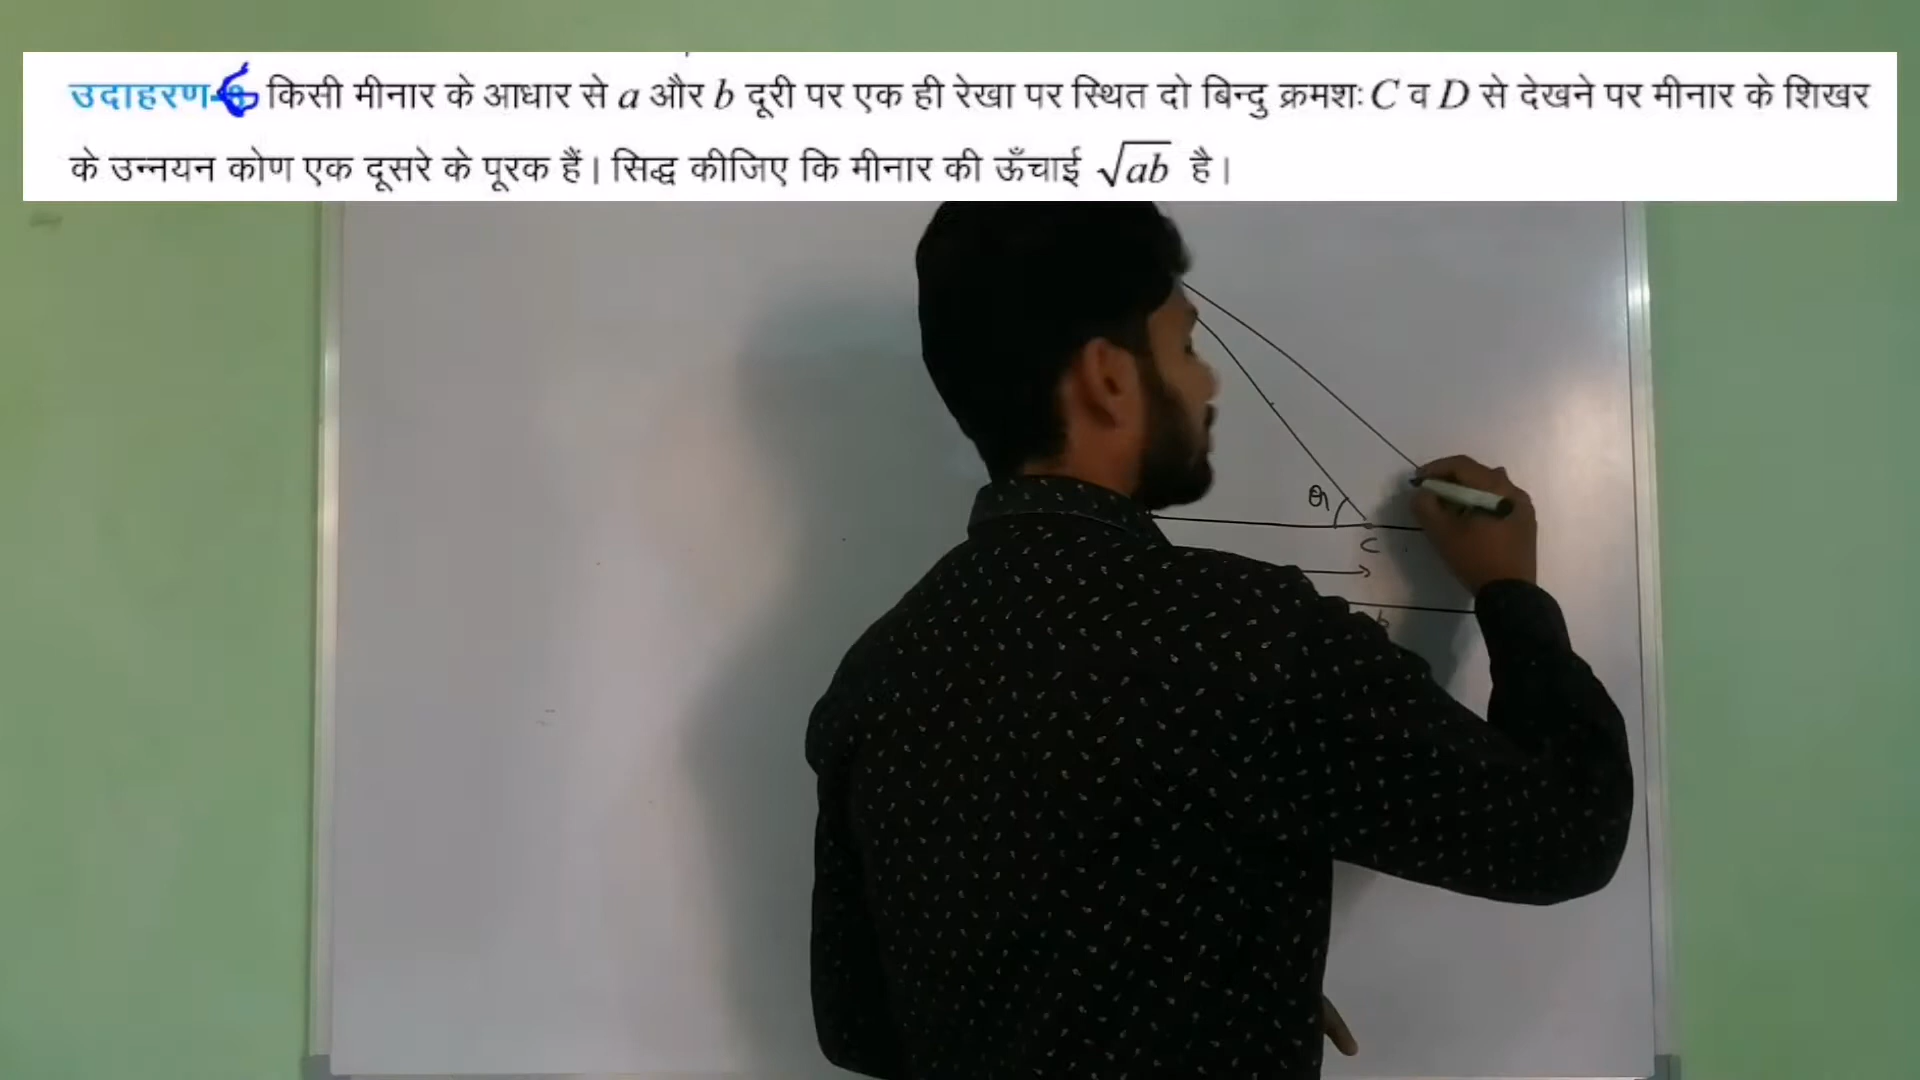 उदाहरण-6 किसी मीनार के आधार से a और b दूरी पर एक ही रेखा पर स्थित दो बिन्दु क्रमशः C व D से देखने पर मीनार के शिखर
के उन्नयन कोण एक दूसरे के पूरक हैं। सिद्ध कीजिए कि मीनार की ऊँचाई √ab है।
C
b